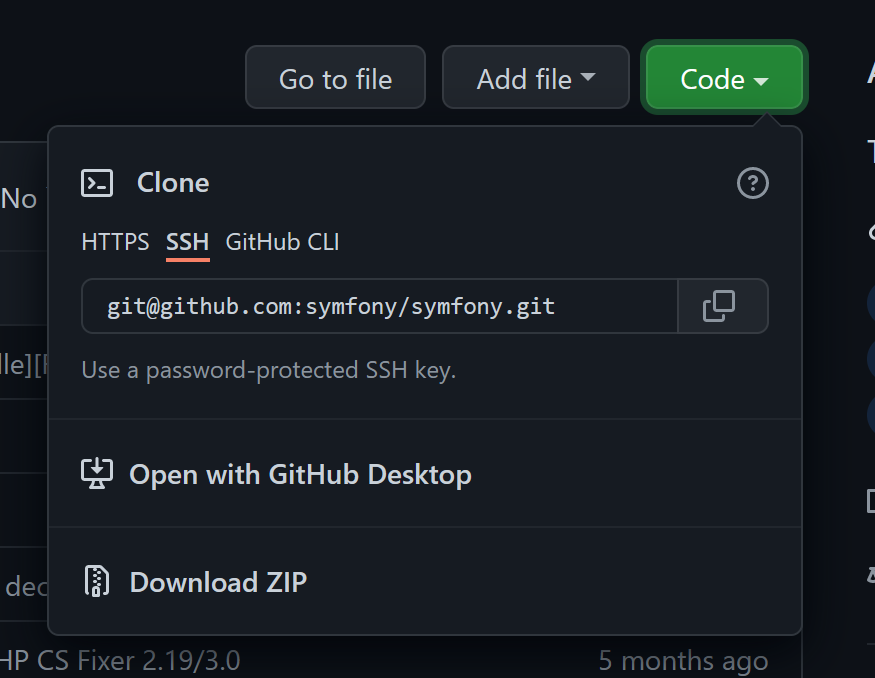 Go to file Add file Code
Clone
No
HTTPS SSH GitHub CLI
git@github.com:symfony/symfony.git
Use a password-protected SSH key.
Open with GitHub Desktop
Download ZIP
HP CS Fixer 2.19/3.0 5 months ago